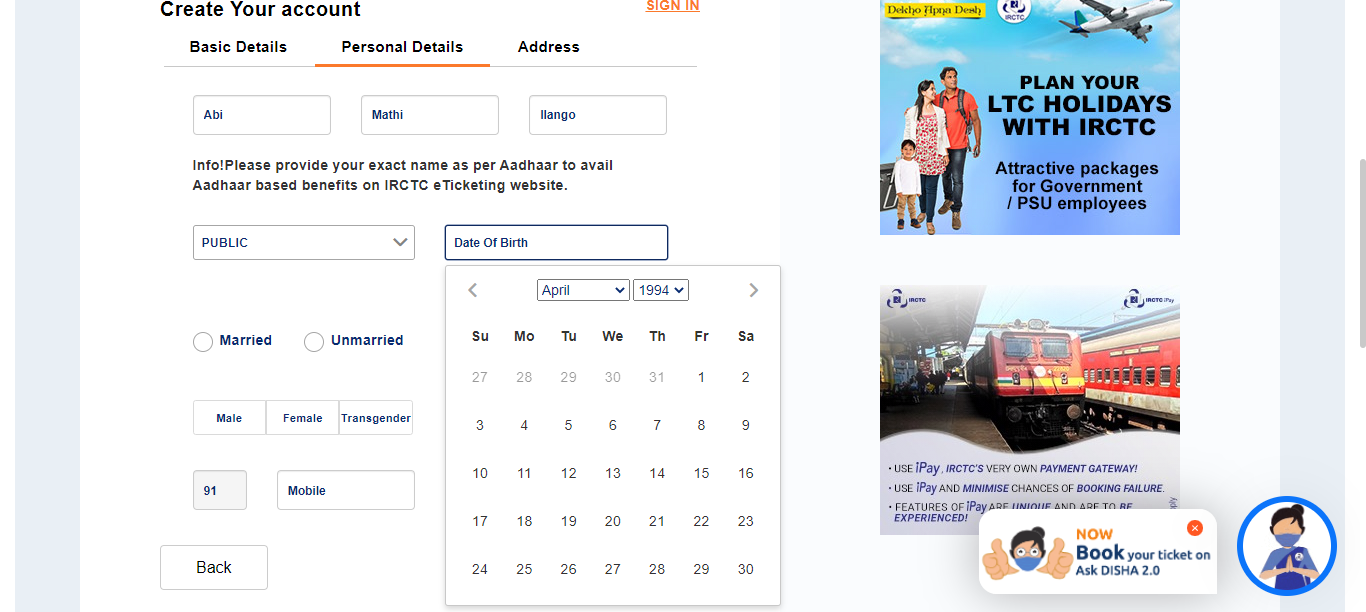 Create Your account
SIGN IN
Basic Details Personal Details Address
Abi Mathi Ilango
Info!Please provide your exact name as per Aadhaar to avail
Aadhaar based benefits on IRCTC eTicketing website.
PUBLIC Date Of Birth
April 1994
Su Mo Tu We Th Fr Sa
27 28 29 30 31 1 2
3 4 5 6 7 8 9
10 11 12 13 14 15 16
17 18 19 20 21 22 23
24 25 26 27 28 29 30
Married Unmarried
Male Female Transgender
91 Mobile
Back
Dekho Apna Desh
IRCTC
PLAN YOUR
LTC HOLIDAYS
WITH IRCTC
Attractive packages
for Government
/ PSU employees
IRCTC IRCTC iPay
• USE iPay, IRCTC'S VERY OWN PAYMENT GATEWAY!
• USE iPay AND MINIMISE CHANCES OF BOOKING FAILURE.
• FEATURES OF iPay ARE UNIQUE AND ARE TO BE
EXPERIENCED!
NOW
Book your ticket on
Ask DISHA 2.0